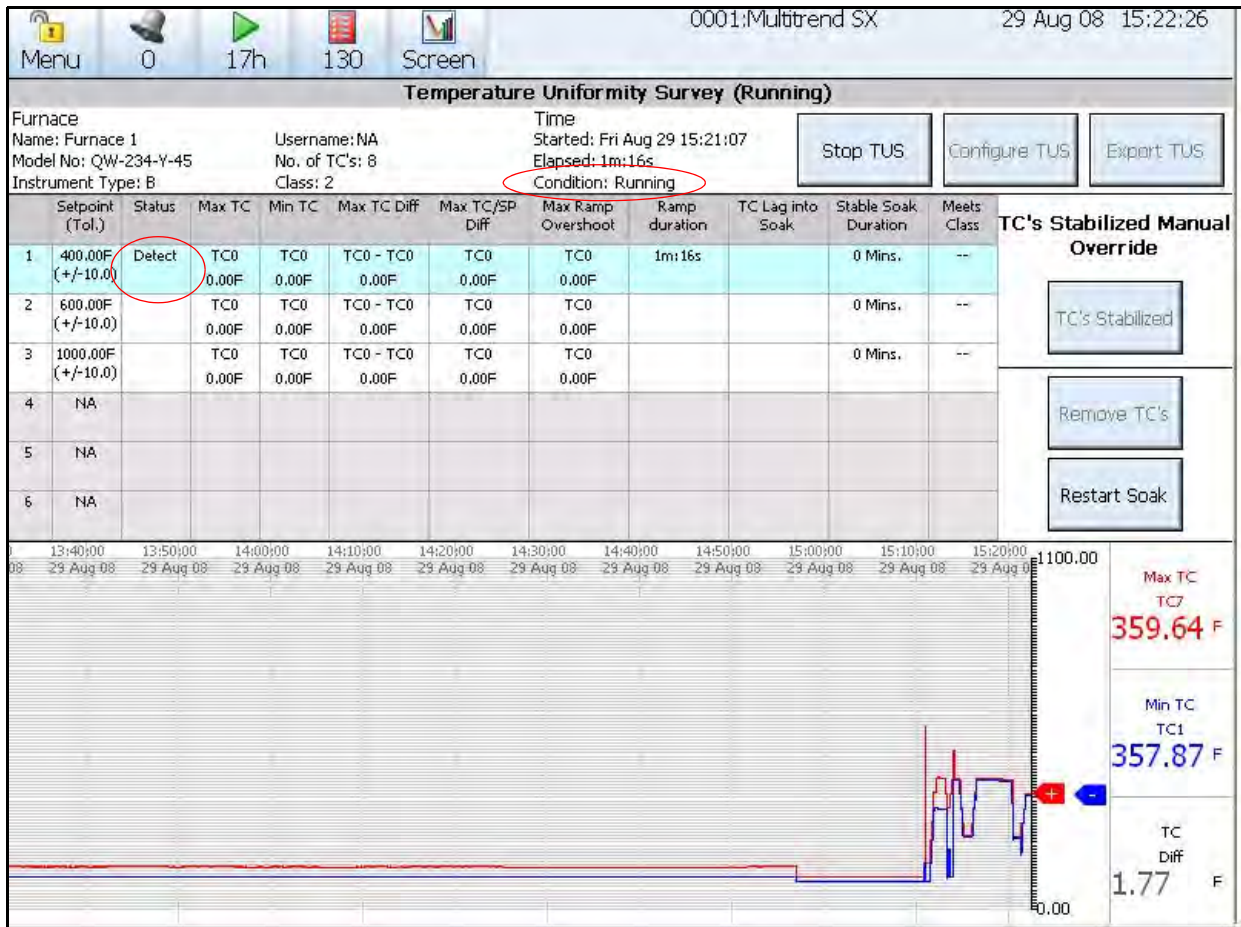 0001:Multitrend SX 29 Aug 08 15:22:26
Menu 0 17h 130 Screen
Temperature Uniformity Survey (Running)
Furnace Time
Name: Furnace 1 Username:NA Started: Fri Aug 29 15:21:07
Model No: QW-234-Y-45 No. of TC's: 8 Elapsed: 1m:16s
Instrument Type: B Class: 2 Condition: Running
Stop TUS Configure TUS Export TUS
Setpoint Status Max TC Min TC Max TC Diff Max TC/SP Max Ramp Ramp TC Lag into Stable Soak Meets
(Tol.) Diff Overshoot duration Soak Duration Class
TC's Stabilized Manual
Override
1 400.00F Detect TC0 TC0 TC0 - TC0 TC0 TC0 1m:16s 0 Mins. --
(+/-10.0) 0.00F 0.00F 0.00F 0.00F 0.00F
2 600.00F TC0 TC0 TC0 - TC0 TC0 TC0 0 Mins. --
(+/-10.0) 0.00F 0.00F 0.00F 0.00F 0.00F
TC's Stabilized
3 1000.00F TC0 TC0 TC0 - TC0 TC0 TC0 0 Mins. --
(+/-10.0) 0.00F 0.00F 0.00F 0.00F 0.00F
4 NA
Remove TC's
5 NA
6 NA
Restart Soak
13:40:00 13:50:00 14:00:00 14:10:00 14:20:00 14:30:00 14:40:00 14:50:00 15:00:00 15:10:00 15:20:00
08 29 Aug 08 29 Aug 08 29 Aug 08 29 Aug 08 29 Aug 08 29 Aug 08 29 Aug 08 29 Aug 08 29 Aug 08 29 Aug 08 29 Aug 0
1100.00
Max TC
TC7
359.64 F
Min TC
TC1
357.87 F
+ -
TC
Diff
1.77 F
0.00